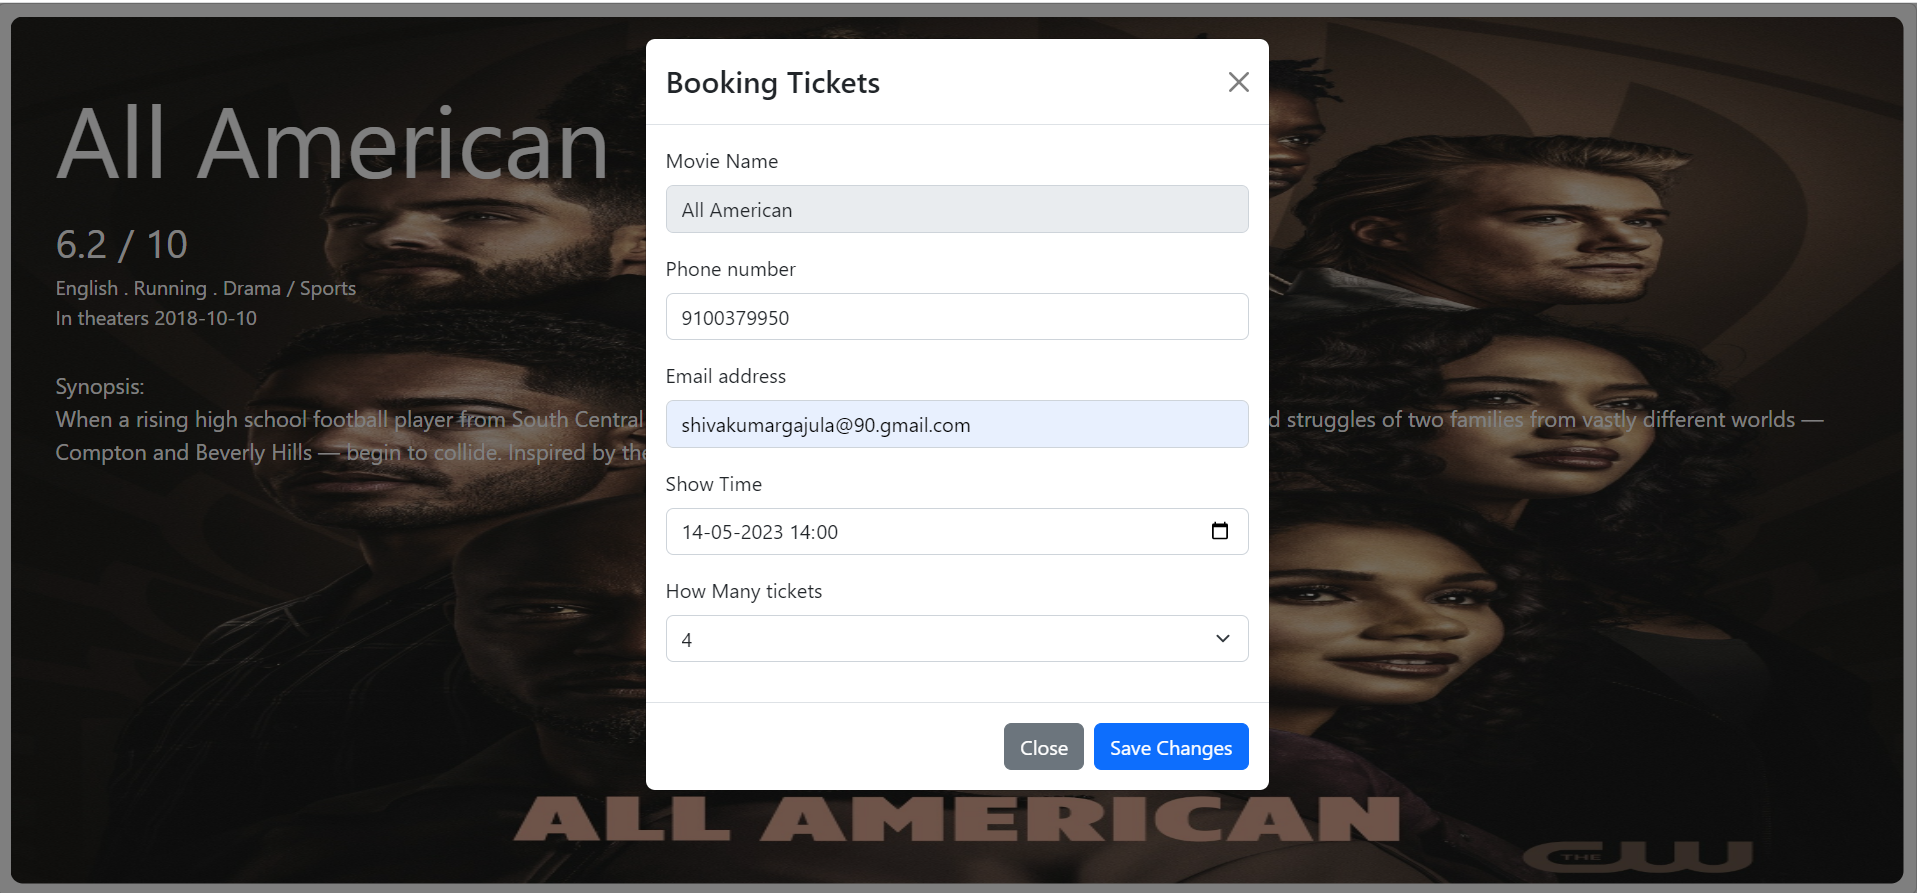 All American
6.2 / 10
English . Running . Drama / Sports
In theaters 2018-10-10
Synopsis:
When a rising high school football player from South Central
d struggles of two families from vastly different worlds —
Compton and Beverly Hills — begin to collide. Inspired by the
Booking Tickets
Movie Name
All American
Phone number
9100379950
Email address
shivakumargajula@90.gmail.com
Show Time
14-05-2023 14:00
How Many tickets
4
Close
Save Changes
ALL AMERICAN
THE CW